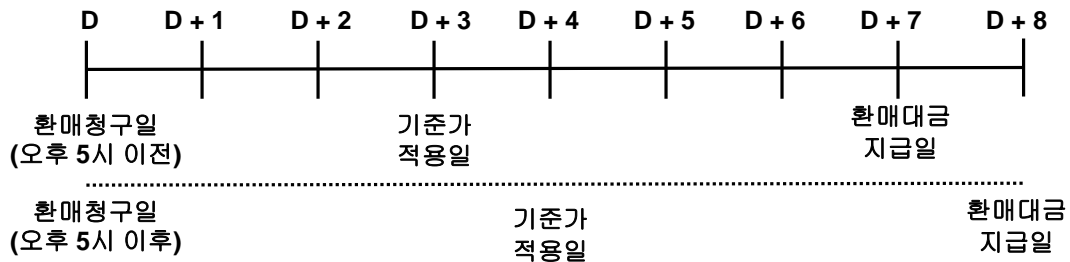 D D + 1 D + 2 D + 3 D + 4 D + 5 D + 6 D + 7 D + 8
환매청구일 기준가 환매대금
(오후 5시 이전) 적용일 지급일
환매청구일 기준가 환매대금
(오후 5시 이후) 적용일 지급일